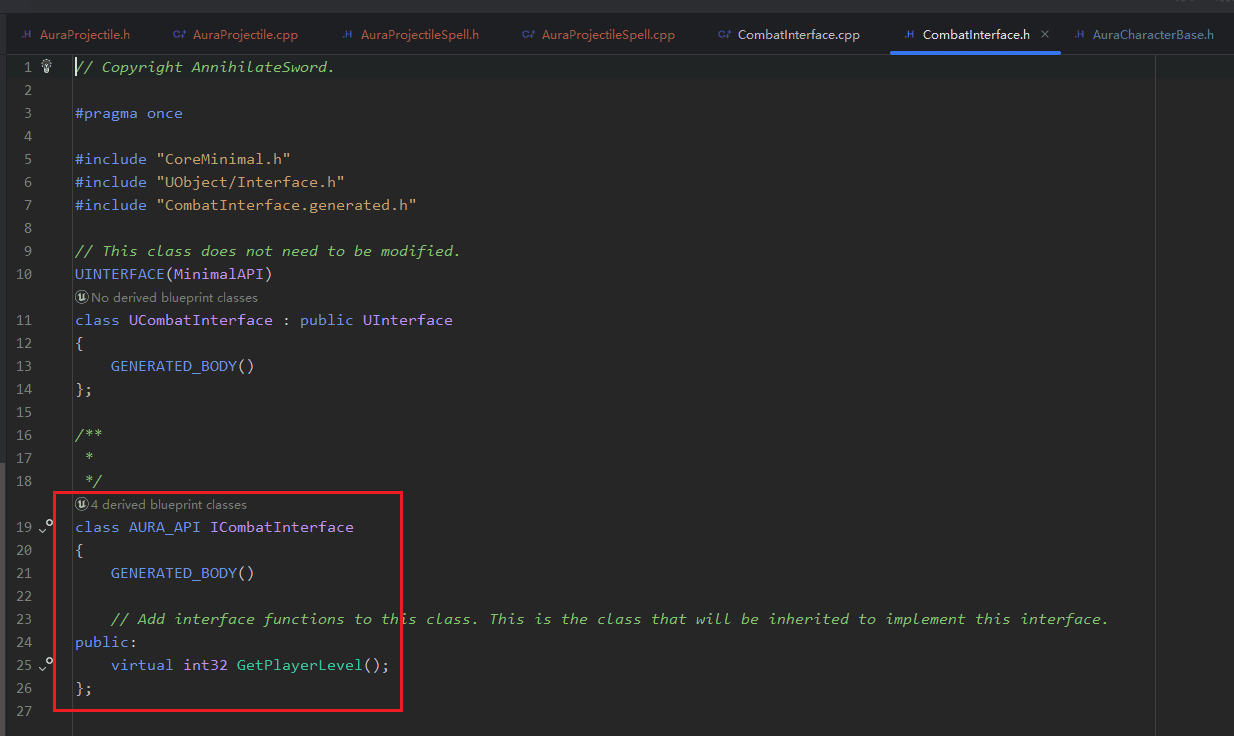 AuraProjectile.h AuraProjectile.cpp AuraProjectileSpell.h AuraProjectileSpell.cpp CombatInterface.cpp CombatInterface.h AuraCharacterBase.h
1 // Copyright AnnihilateSword.
2
3 #pragma once
4
5 #include "CoreMinimal.h"
6 #include "UObject/Interface.h"
7 #include "CombatInterface.generated.h"
8
9 // This class does not need to be modified.
10 UINTERFACE(MinimalAPI)
No derived blueprint classes
11 class UCombatInterface : public UInterface
12 {
13     GENERATED_BODY()
14 };
15
16 /**
17  *
18  */
4 derived blueprint classes
19 class AURA_API ICombatInterface
20 {
21     GENERATED_BODY()
22
23     // Add interface functions to this class. This is the class that will be inherited to implement this interface.
24 public:
25     virtual int32 GetPlayerLevel();
26 };
27